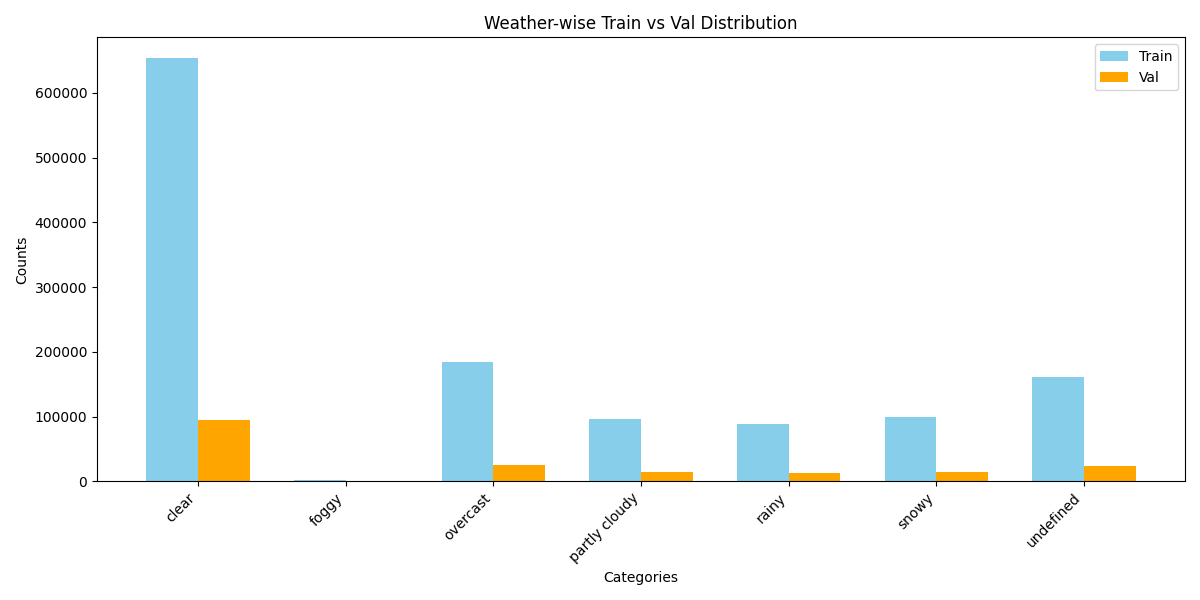 Weather-wise Train vs Val Distribution
Train
Val
Counts
600000
500000
400000
300000
200000
100000
0
clear
foggy
overcast
partly cloudy
rainy
snowy
undefined
Categories